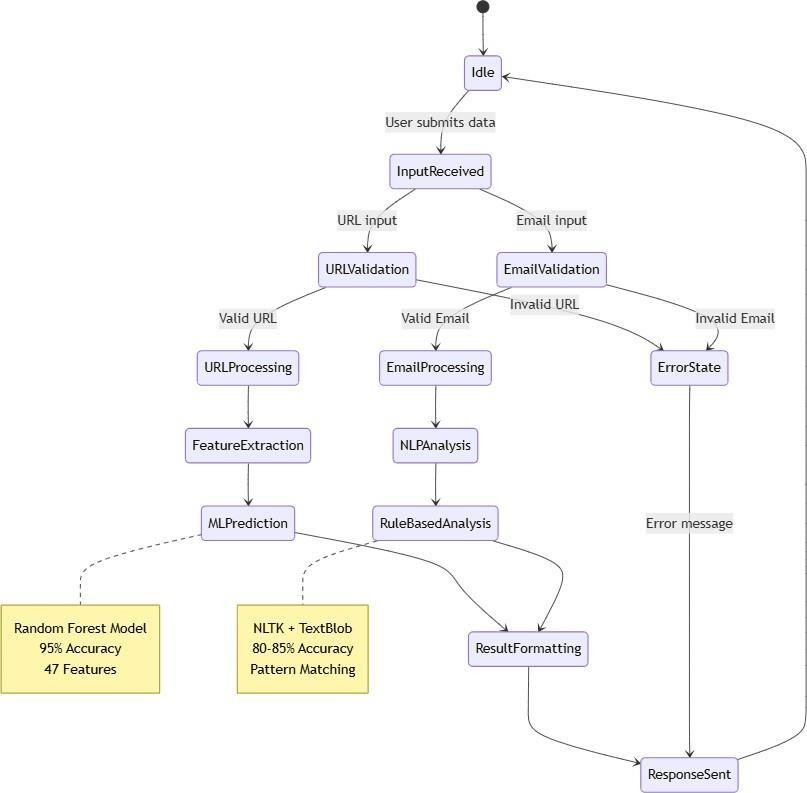 Idle
User submits data
InputReceived
URL input
Email input
URLValidation
EmailValidation
Valid URL
Valid Email
Invalid URL
Invalid Email
URLProcessing
EmailProcessing
ErrorState
FeatureExtraction
NLPAnalysis
MLPrediction
RuleBasedAnalysis
Error message
Random Forest Model
95% Accuracy
47 Features
NLTK + TextBlob
80-85% Accuracy
Pattern Matching
ResultFormatting
ResponseSent